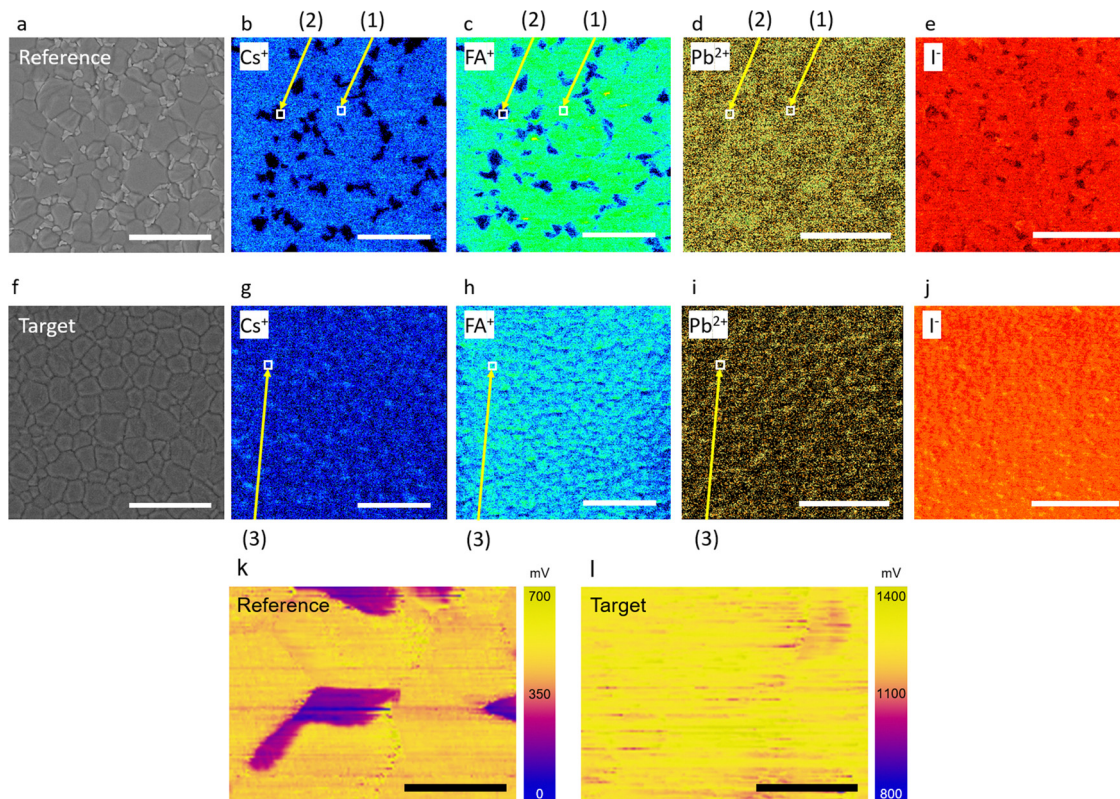 (2) (1) (2) (1) (2) (1)
a b c d e
Reference Cs⁺ FA⁺ Pb²⁺ I⁻
f g h i j
Target Cs⁺ FA⁺ Pb²⁺ I⁻
(3) (3) (3)
k mV l mV
Reference 700 Target 1400
350 1100
0 800